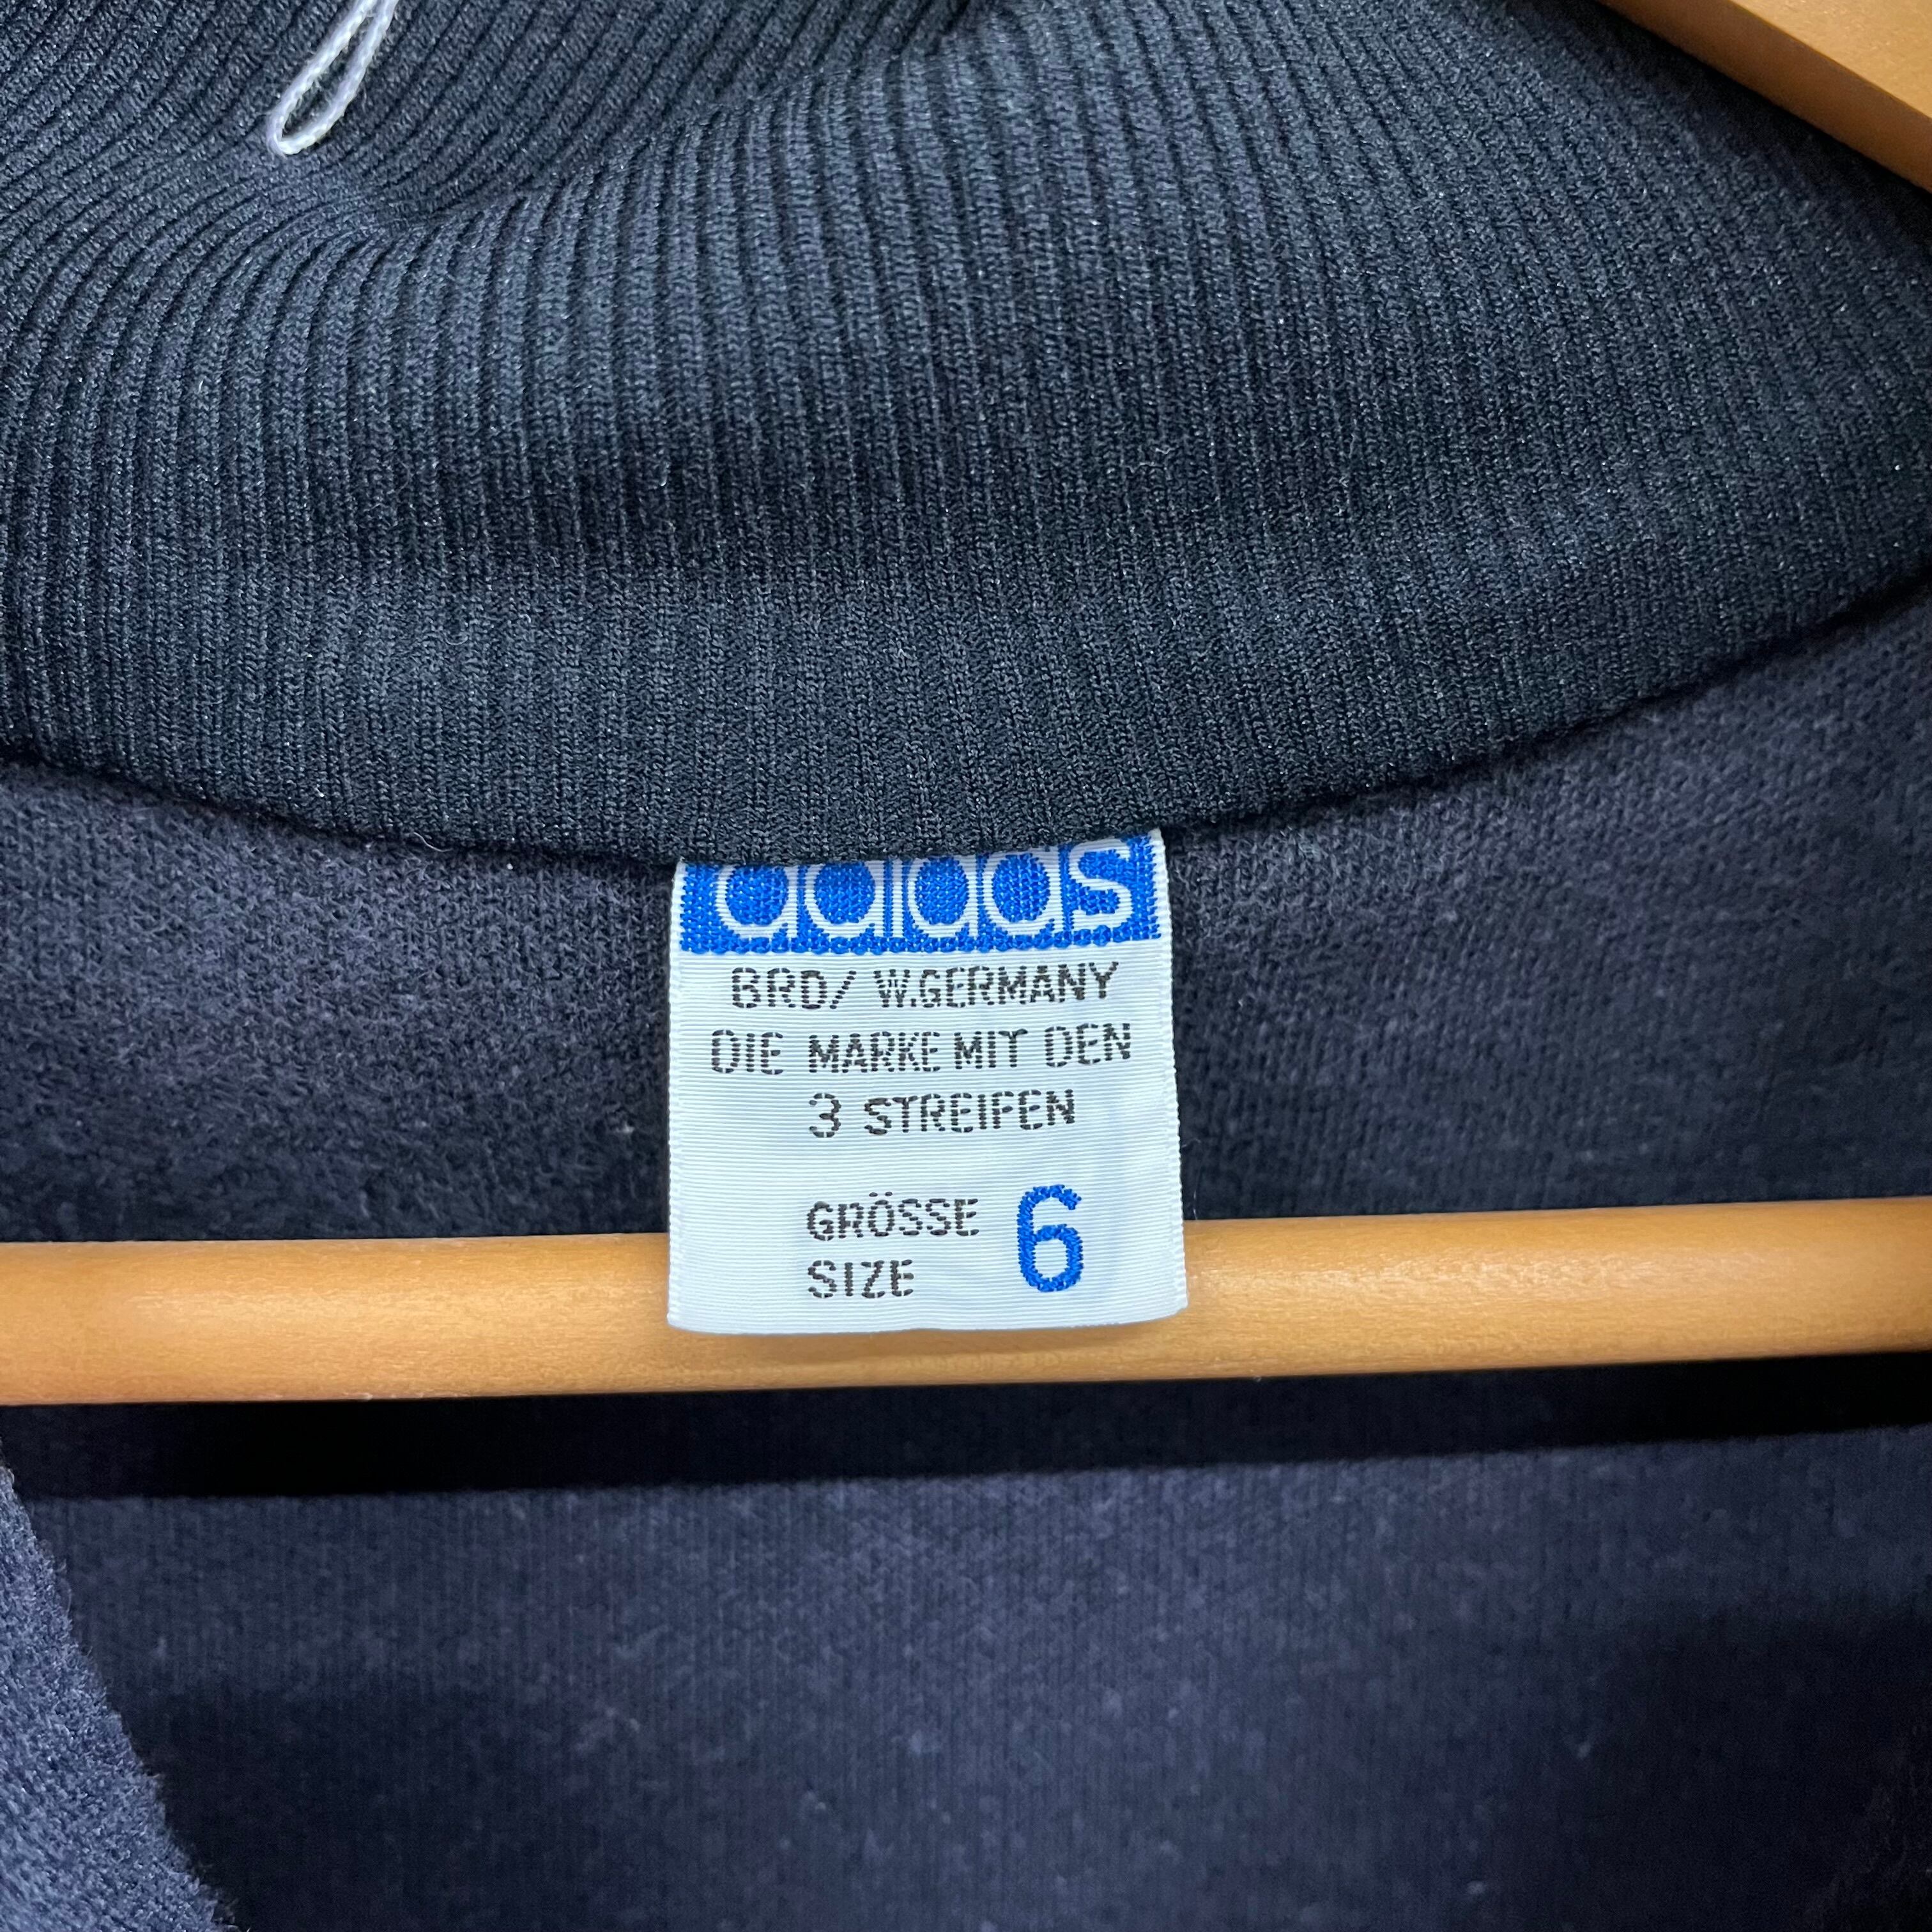 adidas
BRD/ W.GERMANY
DIE MARKE MIT DEN
3 STREIFEN
GRÖSSE 6
SIZE